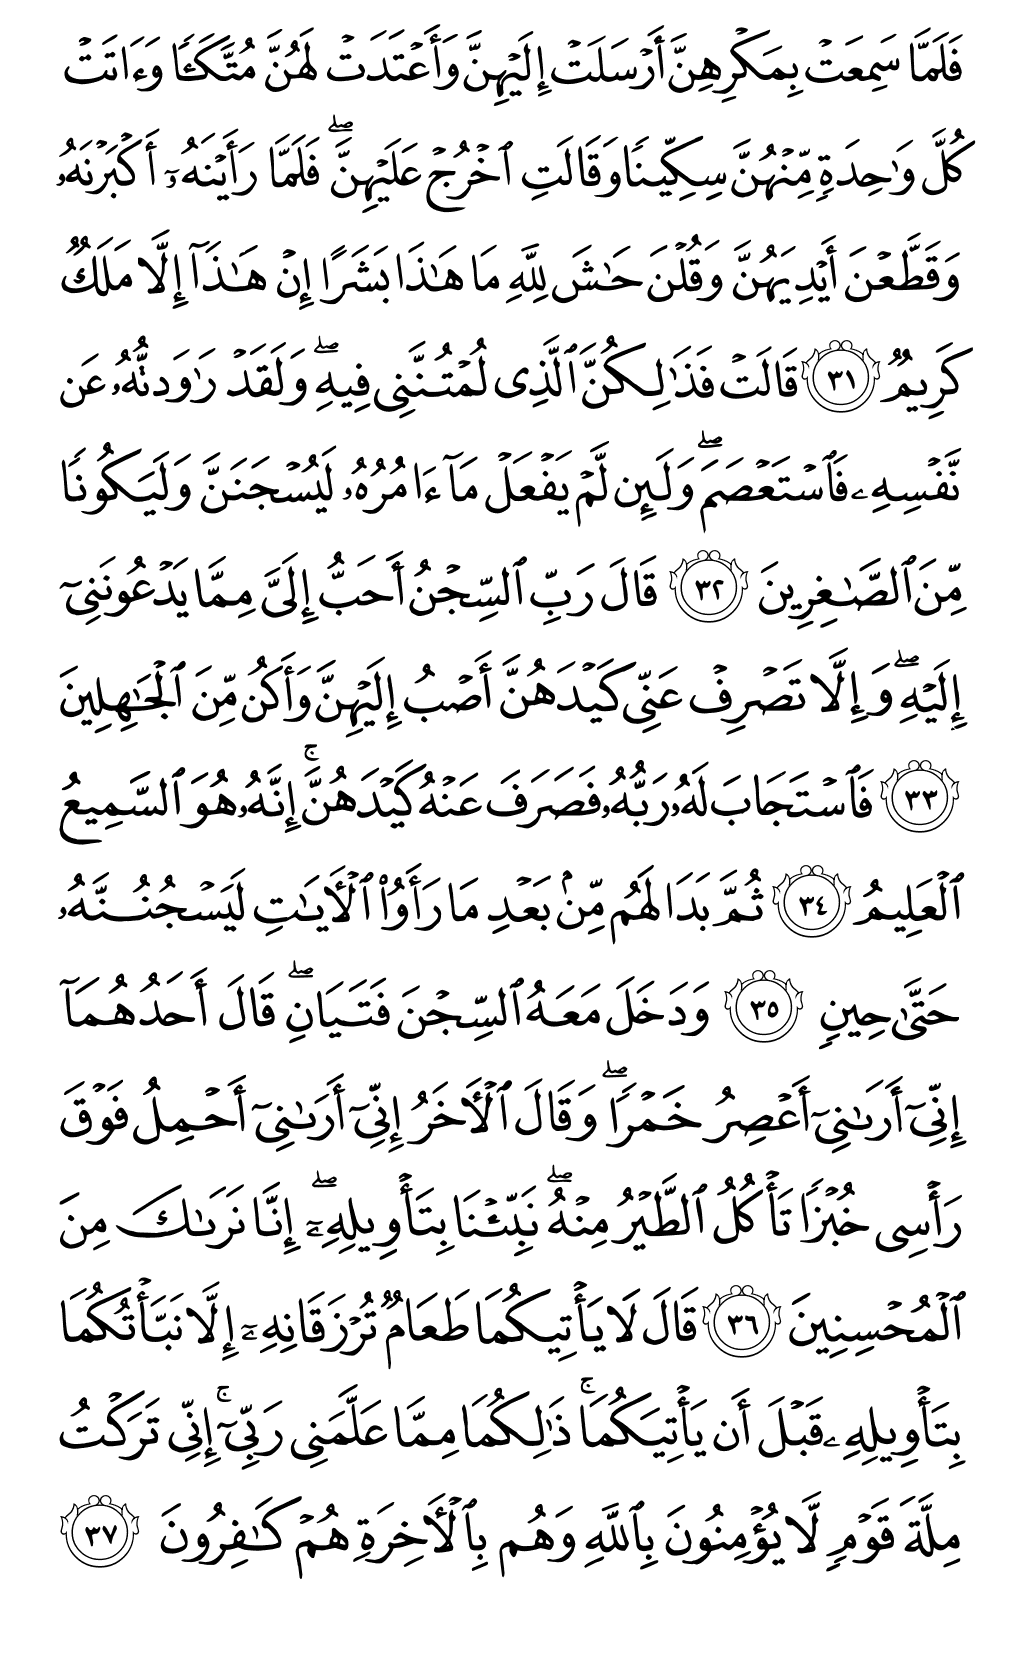 فَلَمَّا سَمِعَتۡ بِمَكۡرِهِنَّ أَرۡسَلَتۡ إِلَيۡهِنَّ وَأَعۡتَدَتۡ لَهُنَّ مُتَّكَـٔٗا وَءَاتَتۡ
كُلَّ وَٰحِدَةٖ مِّنۡهُنَّ سِكِّينٗا وَقَالَتِ ٱخۡرُجۡ عَلَيۡهِنَّۖ فَلَمَّا رَأَيۡنَهُۥٓ أَكۡبَرۡنَهُۥ
وَقَطَّعۡنَ أَيۡدِيَهُنَّ وَقُلۡنَ حَٰشَ لِلَّهِ مَا هَٰذَا بَشَرًا إِنۡ هَٰذَآ إِلَّا مَلَكٞ
كَرِيمٞ ٣١ قَالَتۡ فَذَٰلِكُنَّ ٱلَّذِي لُمۡتُنَّنِي فِيهِۖ وَلَقَدۡ رَٰوَدتُّهُۥ عَن
نَّفۡسِهِۦ فَٱسۡتَعۡصَمَۖ وَلَئِن لَّمۡ يَفۡعَلۡ مَآ ءَامُرُهُۥ لَيُسۡجَنَنَّ وَلَيَكُونٗا
مِّنَ ٱلصَّٰغِرِينَ ٣٢ قَالَ رَبِّ ٱلسِّجۡنُ أَحَبُّ إِلَيَّ مِمَّا يَدۡعُونَنِيٓ
إِلَيۡهِۖ وَإِلَّا تَصۡرِفۡ عَنِّي كَيۡدَهُنَّ أَصۡبُ إِلَيۡهِنَّ وَأَكُن مِّنَ ٱلۡجَٰهِلِينَ
٣٣ فَٱسۡتَجَابَ لَهُۥ رَبُّهُۥ فَصَرَفَ عَنۡهُ كَيۡدَهُنَّۚ إِنَّهُۥ هُوَ ٱلسَّمِيعُ
ٱلۡعَلِيمُ ٣٤ ثُمَّ بَدَا لَهُم مِّنۢ بَعۡدِ مَا رَأَوُاْ ٱلۡأٓيَٰتِ لَيَسۡجُنُنَّهُۥ
حَتَّىٰ حِينٖ ٣٥ وَدَخَلَ مَعَهُ ٱلسِّجۡنَ فَتَيَانِۖ قَالَ أَحَدُهُمَآ
إِنِّيٓ أَرَىٰنِيٓ أَعۡصِرُ خَمۡرٗاۖ وَقَالَ ٱلۡأٓخَرُ إِنِّيٓ أَرَىٰنِيٓ أَحۡمِلُ فَوۡقَ
رَأۡسِي خُبۡزٗا تَأۡكُلُ ٱلطَّيۡرُ مِنۡهُۖ نَبِّئۡنَا بِتَأۡوِيلِهِۦٓۖ إِنَّا نَرَىٰكَ مِنَ
ٱلۡمُحۡسِنِينَ ٣٦ قَالَ لَا يَأۡتِيكُمَا طَعَامٞ تُرۡزَقَانِهِۦٓ إِلَّا نَبَّأۡتُكُمَا
بِتَأۡوِيلِهِۦ قَبۡلَ أَن يَأۡتِيَكُمَاۚ ذَٰلِكُمَا مِمَّا عَلَّمَنِي رَبِّيٓۚ إِنِّي تَرَكۡتُ
مِلَّةَ قَوۡمٖ لَّا يُؤۡمِنُونَ بِٱللَّهِ وَهُم بِٱلۡأٓخِرَةِ هُمۡ كَٰفِرُونَ ٣٧